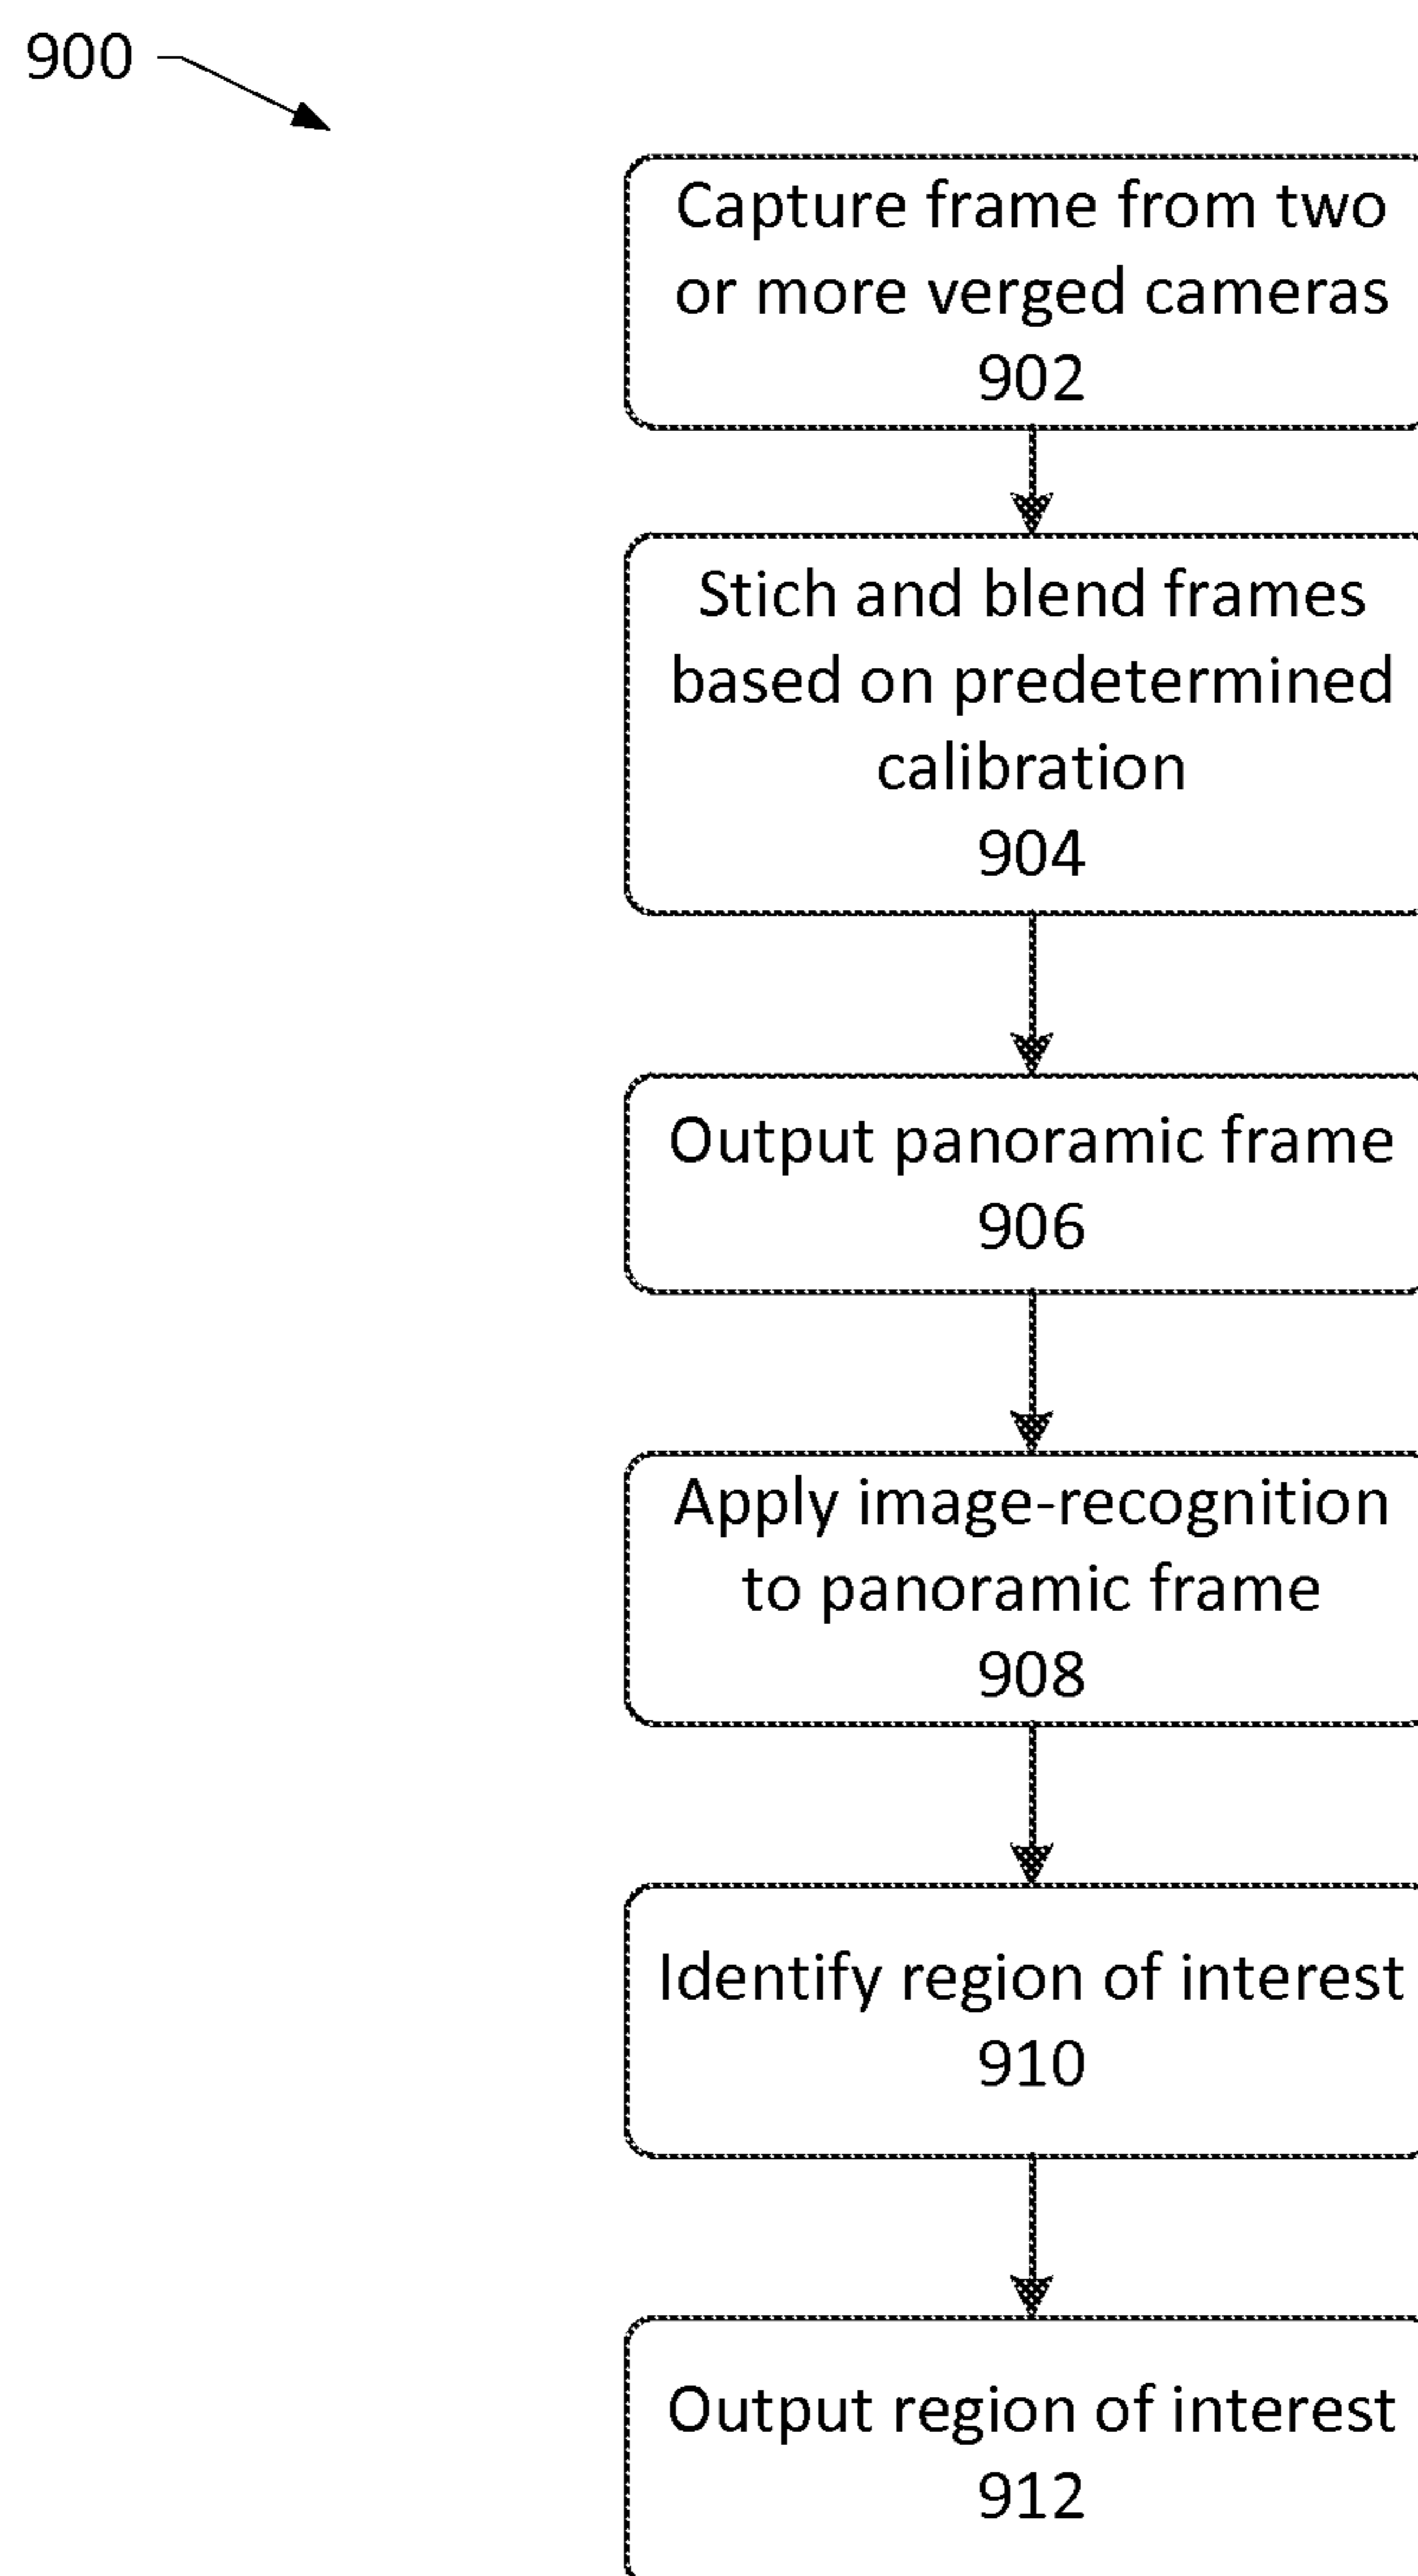 900
Capture frame from two
or more verged cameras
902
Stich and blend frames
based on predetermined
calibration
904
Output panoramic frame
906
Apply image-recognition
to panoramic frame
908
Identify region of interest
910
Output region of interest
912